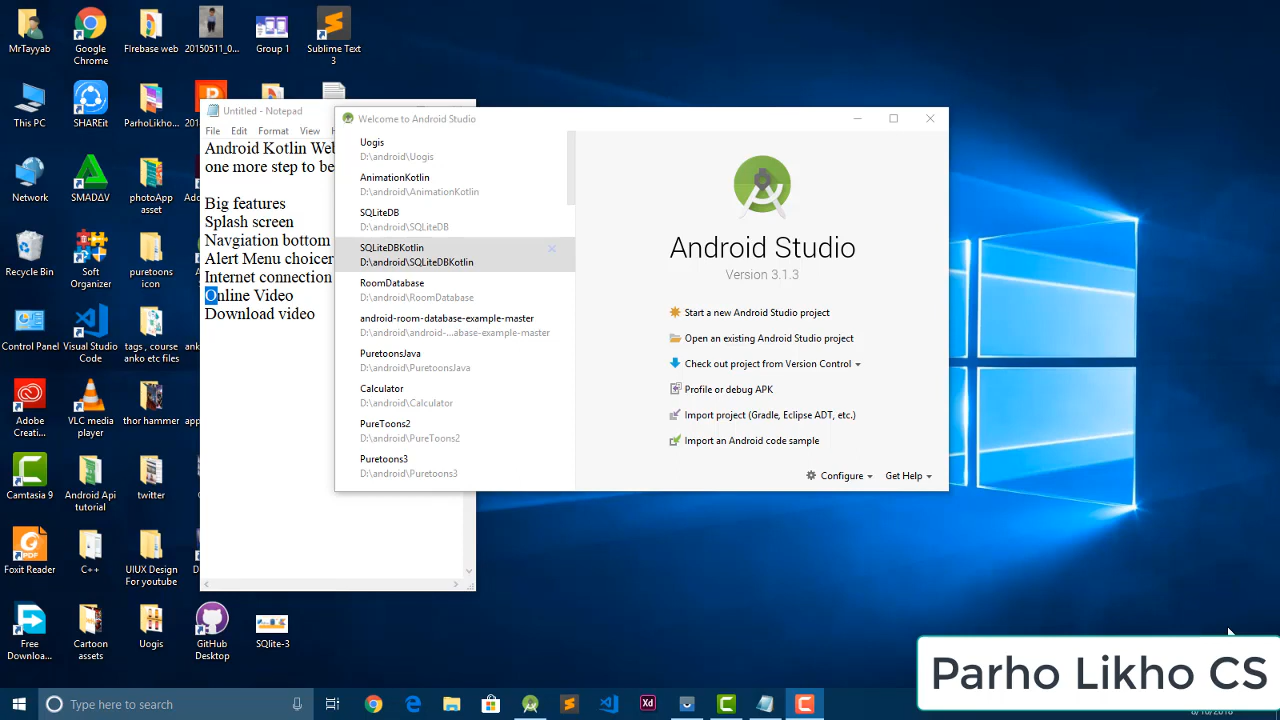 MrTayyab
Google
Chrome
FIrebase web
20150511_0...
Group 1
Sublime Text
3
This PC
SHAREit
ParhoLikho...
Network
SMADAV
photoApp
asset
Recycle Bin
Soft
Organizer
puretoons
icon
Control Panel
Visual Studio
Code
tags , course
anko etc files
Adobe
Creati...
VLC media
player
thor hammer
Camtasia 9
Android Api
tutorial
twitter
Foxit Reader
C++
UIUX Design
For youtube
Free
Downloa...
Cartoon
assets
Uogis
GitHub
Desktop
SQlite-3
Untitled - Notepad
File Edit Format View
Android Kotlin Web
one more step to be
Big features
Splash screen
Navgiation bottom
Alert Menu choicer
Internet connection
Online Video
Download video
Welcome to Android Studio
Uogis
D:\android\Uogis
AnimationKotlin
D:\android\AnimationKotlin
SQLiteDB
D:\android\SQLiteDB
SQLiteDBKotlin
D:\android\SQLiteDBKotlin
RoomDatabase
D:\android\RoomDatabase
android-room-database-example-master
D:\android\android-...abase-example-master
PuretoonsJava
D:\android\PuretoonsJava
Calculator
D:\android\Calculator
PureToons2
D:\android\PureToons2
Puretoons3
D:\android\Puretoons3
Android Studio
Version 3.1.3
Start a new Android Studio project
Open an existing Android Studio project
Check out project from Version Control
Profile or debug APK
Import project (Gradle, Eclipse ADT, etc.)
Import an Android code sample
Configure Get Help
Parho Likho CS
Type here to search
Xd